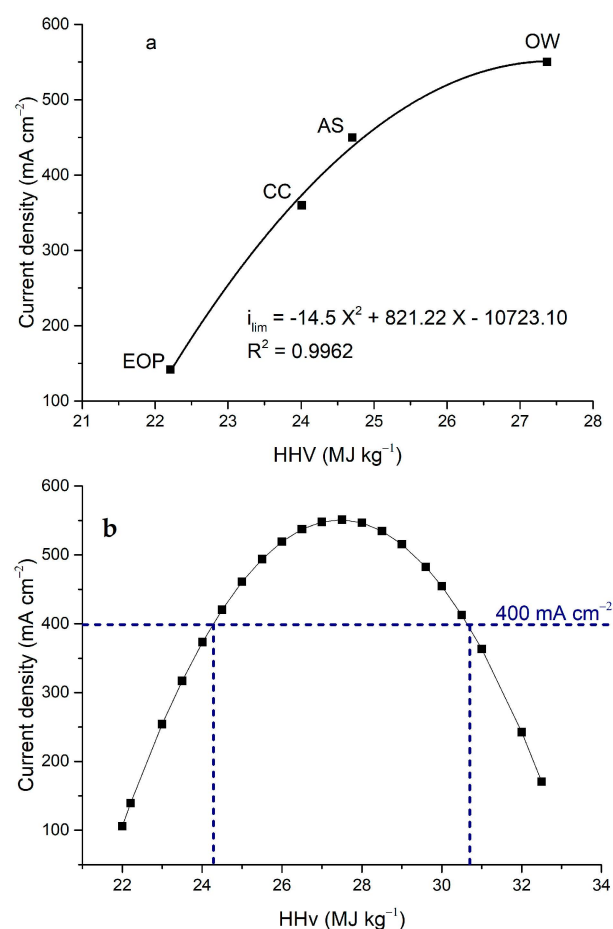 a
OW
AS
CC
EOP
i_lim = -14.5 X² + 821.22 X - 10723.10
R² = 0.9962
Current density (mA cm⁻²)
600
500
400
300
200
100
21 22 23 24 25 26 27 28
HHV (MJ kg⁻¹)
b
400 mA cm⁻²
Current density (mA cm⁻²)
600
500
400
300
200
100
22 24 26 28 30 32 34
HHv (MJ kg⁻¹)